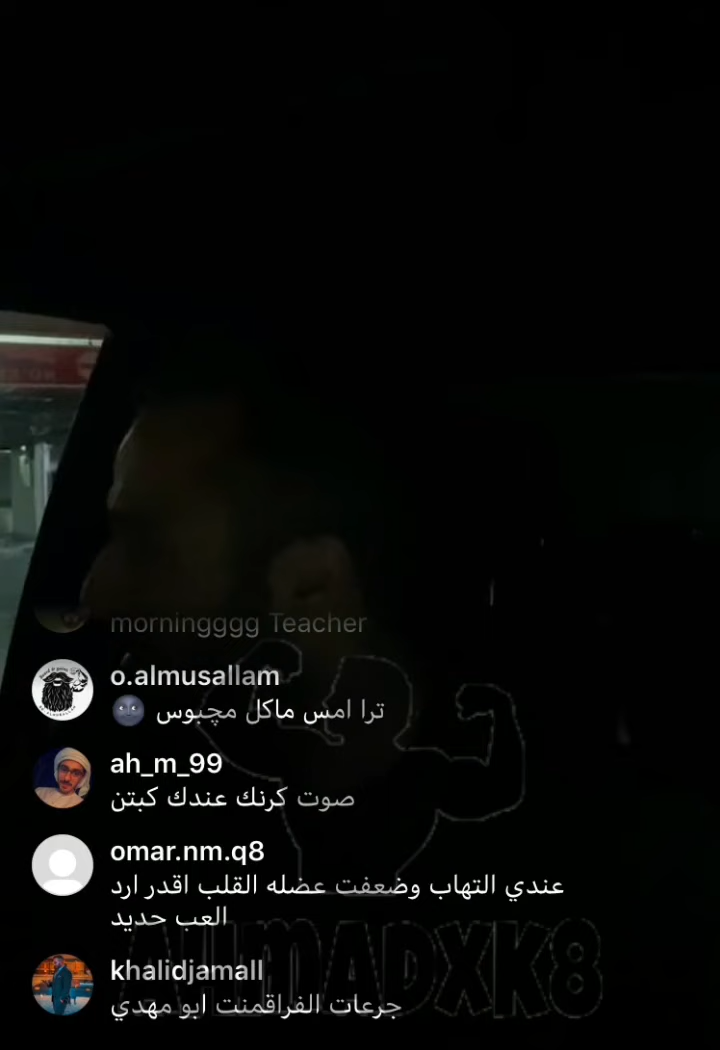 morningggg Teacher
o.almusallam
ترا امس ماكل مچبوس 🌚
ah_m_99
صوت كرنك عندك كبتن
omar.nm.q8
عندي التهاب وضعفت عضله القلب اقدر ارد
العب حديد
khalidjamall
جرعات الفراقمنت ابو مهدي
AHMADXK8